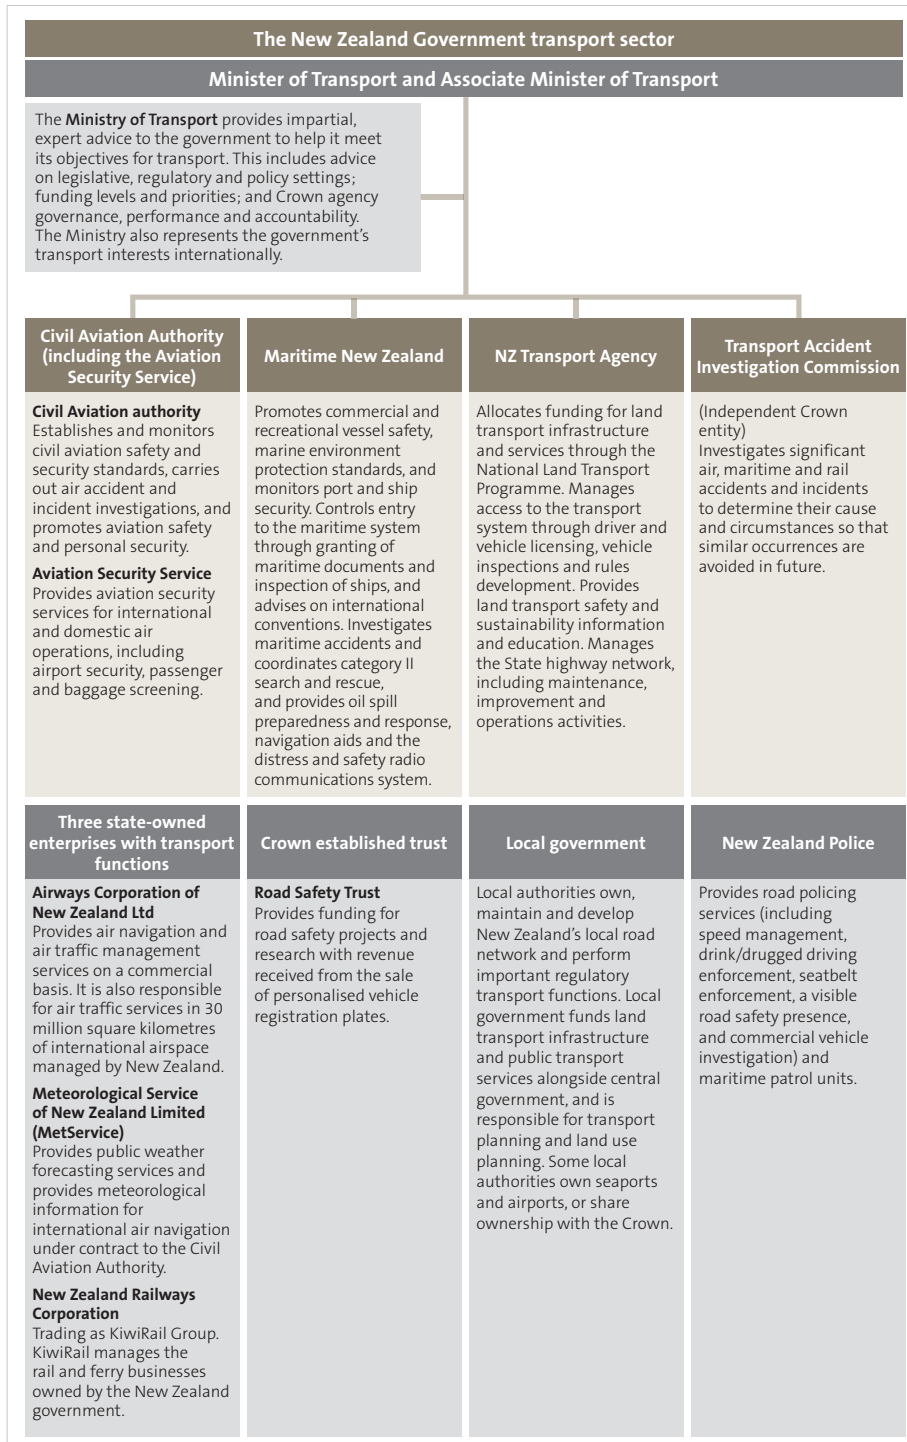 The New Zealand Government transport sector
Minister of Transport and Associate Minister of Transport
The Ministry of Transport provides impartial,
expert advice to the government to help it meet
its objectives for transport. This includes advice
on legislative, regulatory and policy settings;
funding levels and priorities; and Crown agency
governance, performance and accountability.
The Ministry also represents the government's
transport interests internationally.
Civil Aviation Authority
(including the Aviation
Security Service)
Civil Aviation authority
Establishes and monitors
civil aviation safety and
security standards, carries
out air accident and
incident investigations, and
promotes aviation safety
and personal security.
Aviation Security Service
Provides aviation security
services for international
and domestic air
operations, including
airport security, passenger
and baggage screening.
Maritime New Zealand
Promotes commercial and
recreational vessel safety,
marine environment
protection standards, and
monitors port and ship
security. Controls entry
to the maritime system
through granting of
maritime documents and
inspection of ships, and
advises on international
conventions. Investigates
maritime accidents and
coordinates category II
search and rescue,
and provides oil spill
preparedness and response,
navigation aids and the
distress and safety radio
communications system.
NZ Transport Agency
Allocates funding for land
transport infrastructure
and services through the
National Land Transport
Programme. Manages
access to the transport
system through driver and
vehicle licensing, vehicle
inspections and rules
development. Provides
land transport safety and
sustainability information
and education. Manages
the State highway network,
including maintenance,
improvement and
operations activities.
Transport Accident
Investigation Commission
(Independent Crown
entity)
Investigates significant
air, maritime and rail
accidents and incidents
to determine their cause
and circumstances so that
similar occurrences are
avoided in future.
Three state-owned
enterprises with transport
functions
Airways Corporation of
New Zealand Ltd
Provides air navigation and
air traffic management
services on a commercial
basis. It is also responsible
for air traffic services in 30
million square kilometres
of international airspace
managed by New Zealand.
Meteorological Service
of New Zealand Limited
(MetService)
Provides public weather
forecasting services and
provides meteorological
information for
international air navigation
under contract to the Civil
Aviation Authority.
New Zealand Railways
Corporation
Trading as KiwiRail Group.
KiwiRail manages the
rail and ferry businesses
owned by the New Zealand
government.
Crown established trust
Road Safety Trust
Provides funding for
road safety projects and
research with revenue
received from the sale
of personalised vehicle
registration plates.
Local government
Local authorities own,
maintain and develop
New Zealand's local road
network and perform
important regulatory
transport functions. Local
government funds land
transport infrastructure
and public transport
services alongside central
government, and is
responsible for transport
planning and land use
planning. Some local
authorities own seaports
and airports, or share
ownership with the Crown.
New Zealand Police
Provides road policing
services (including
speed management,
drink/drugged driving
enforcement, seatbelt
enforcement, a visible
road safety presence,
and commercial vehicle
investigation) and
maritime patrol units.